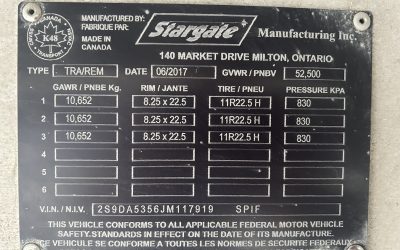 CANADA
K48
TRANSPORT
MANUFACTURED BY:
FABRIQUE PAR:
MADE IN
CANADA
Stargate Manufacturing Inc.
140 MARKET DRIVE MILTON, ONTARIO
TYPE TRA/REM DATE 06/2017 GVWR / PNBV 52,500
GAWR / PNBE Kg. RIM / JANTE TIRE / PNEU PRESSURE KPA
1 10,652 8.25 x 22.5 11R22.5 H 830
2 10,652 8.25 x 22.5 11R22.5 H 830
3 10,652 8.25 x 22.5 11R22.5 H 830
4
5
6
V.I.N. / N.I.V. 2S9DA5356JM117919 SPIF
THIS VEHICLE CONFORMS TO ALL APPLICABLE FEDERAL MOTOR VEHICLE
SAFETY.STANDARDS IN EFFECT ON THE DATE OF ITS MANUFACTURE.
CE VEHICULE SE CONFORME A TOUTES LES NORMES DE SECURITE FEDERAUX